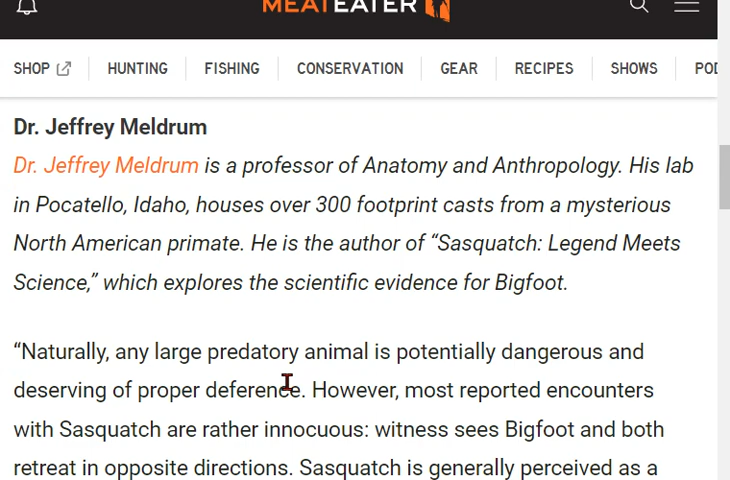 MEATEATER
SHOP
HUNTING
FISHING
CONSERVATION
GEAR
RECIPES
SHOWS
Dr. Jeffrey Meldrum
Dr. Jeffrey Meldrum is a professor of Anatomy and Anthropology. His lab
in Pocatello, Idaho, houses over 300 footprint casts from a mysterious
North American primate. He is the author of “Sasquatch: Legend Meets
Science,” which explores the scientific evidence for Bigfoot.
“Naturally, any large predatory animal is potentially dangerous and
deserving of proper deference. However, most reported encounters
with Sasquatch are rather innocuous: witness sees Bigfoot and both
retreat in opposite directions. Sasquatch is generally perceived as a